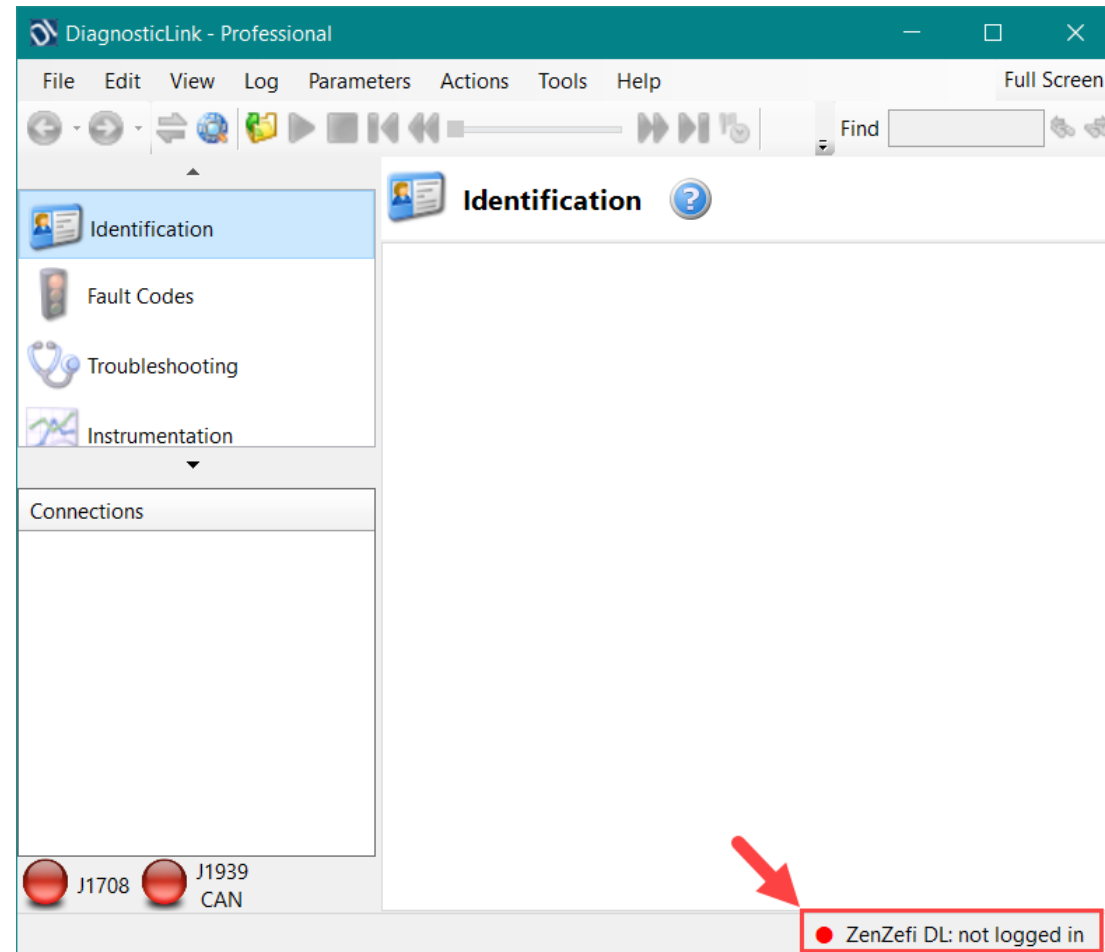 DiagnosticLink - Professional
File Edit View Log Parameters Actions Tools Help Full Screen
Find
Identification
Fault Codes
Troubleshooting
Instrumentation
Connections
J1708
J1939
CAN
Identification
ZenZefi DL: not logged in